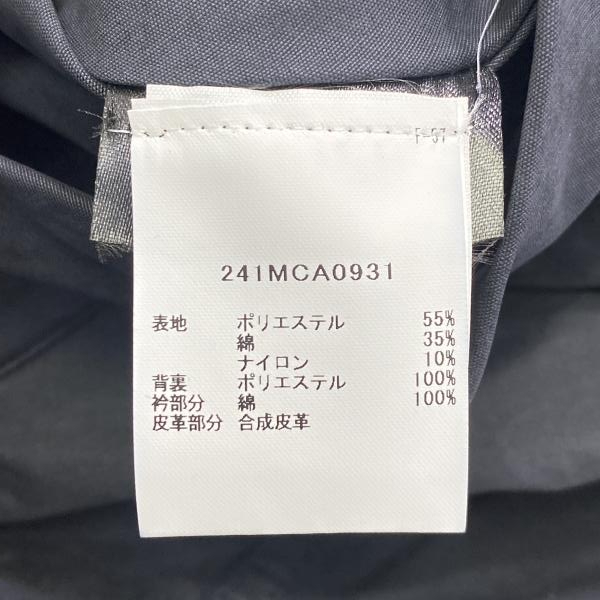 F-37
241MCA0931
表地 ポリエステル 55%
綿 35%
ナイロン 10%
背裏 ポリエステル 100%
衿部分 綿 100%
皮革部分 合成皮革